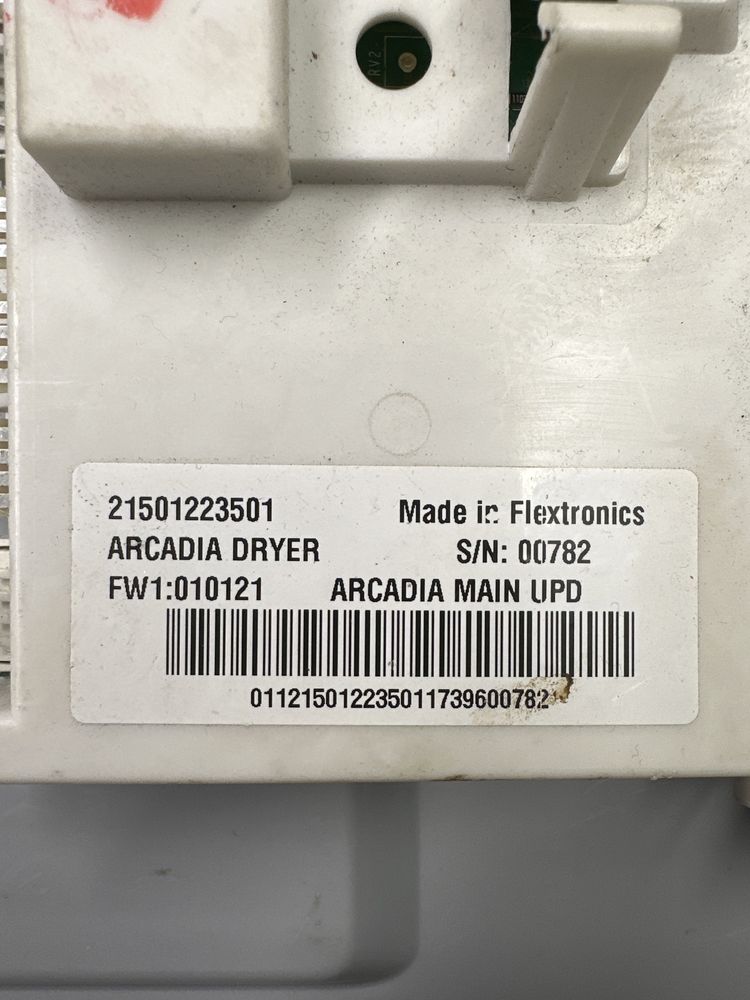 RV2
21501223501 Made in Flextronics
ARCADIA DRYER S/N: 00782
FW1:010121 ARCADIA MAIN UPD
011215012235011739600782